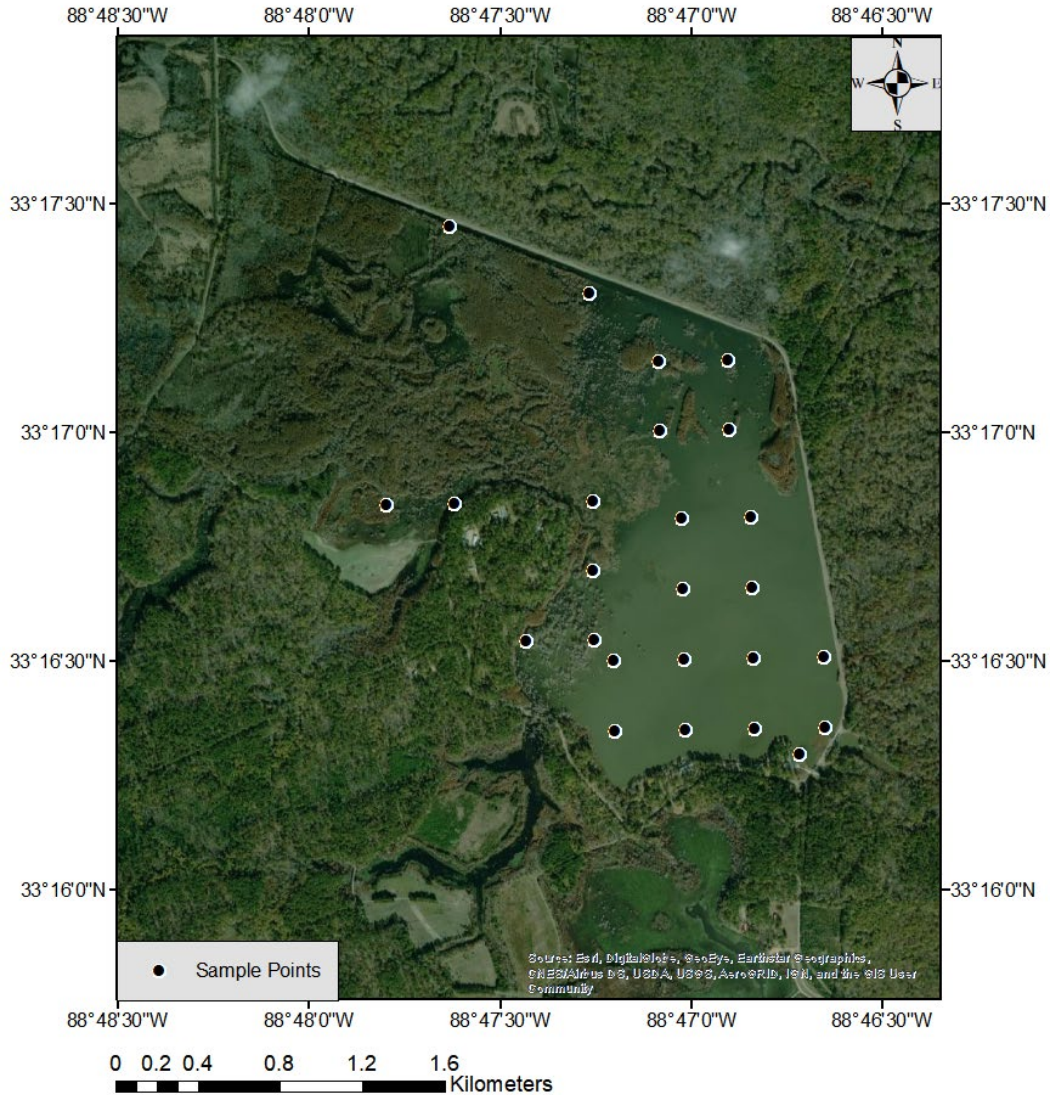 88°48'30"W 88°48'0"W 88°47'30"W 88°47'0"W 88°46'30"W
N
W E
S
33°17'30"N 33°17'30"N
33°17'0"N 33°17'0"N
33°16'30"N 33°16'30"N
33°16'0"N 33°16'0"N
Sample Points
Source: Esri, DigitalGlobe, GeoEye, Earthstar Geographics,
CNES/Airbus DS, USDA, USGS, AeroGRID, IGN, and the GIS User
Community
88°48'30"W 88°48'0"W 88°47'30"W 88°47'0"W 88°46'30"W
0 0.2 0.4 0.8 1.2 1.6
Kilometers